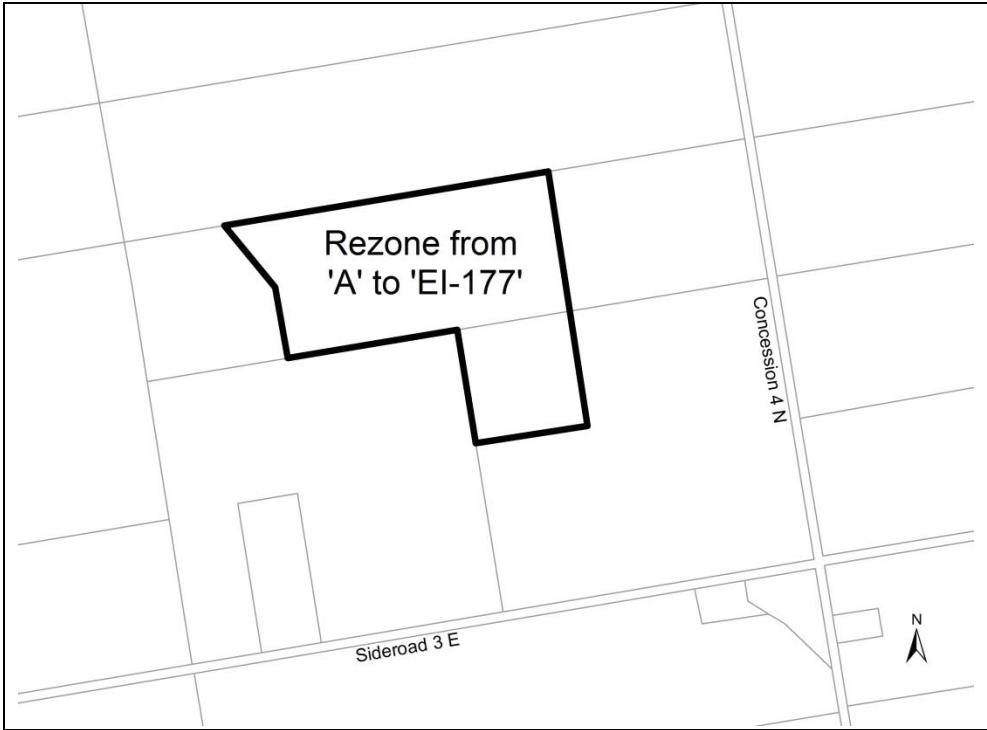 Rezone from
'A' to 'EI-177'
Concession 4 N
Sideroad 3 E
N